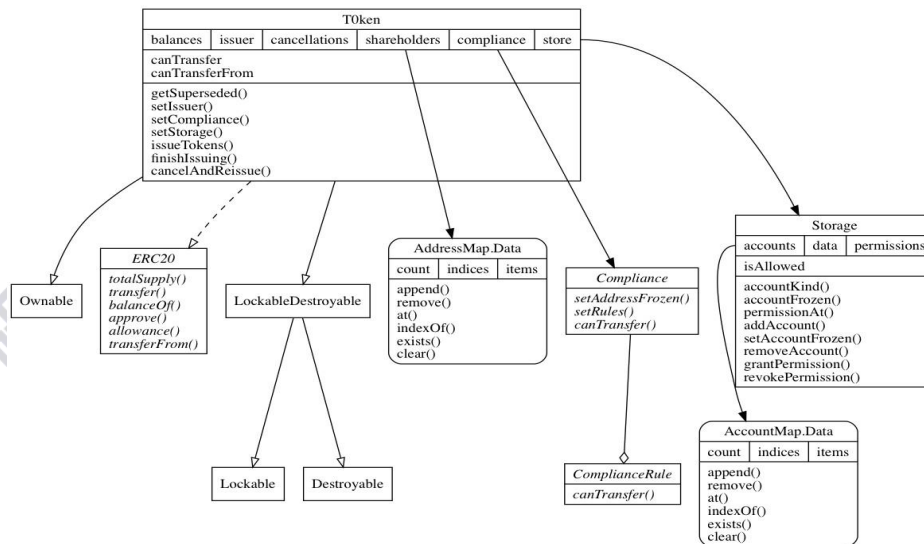 T0ken
balances issuer cancellations shareholders compliance store
canTransfer
canTransferFrom
getSuperseded()
setIssuer()
setCompliance()
setStorage()
issueTokens()
finishIssuing()
cancelAndReissue()
Ownable
ERC20
totalSupply()
transfer()
balanceOf()
approve()
allowance()
transferFrom()
LockableDestroyable
AddressMap.Data
count indices items
append()
remove()
at()
indexOf()
exists()
clear()
Compliance
setAddressFrozen()
setRules()
canTransfer()
Storage
accounts data permissions
isAllowed
accountKind()
accountFrozen()
permissionAt()
addAccount()
setAccountFrozen()
removeAccount()
grantPermission()
revokePermission()
Lockable
Destroyable
ComplianceRule
canTransfer()
AccountMap.Data
count indices items
append()
remove()
at()
indexOf()
exists()
clear()